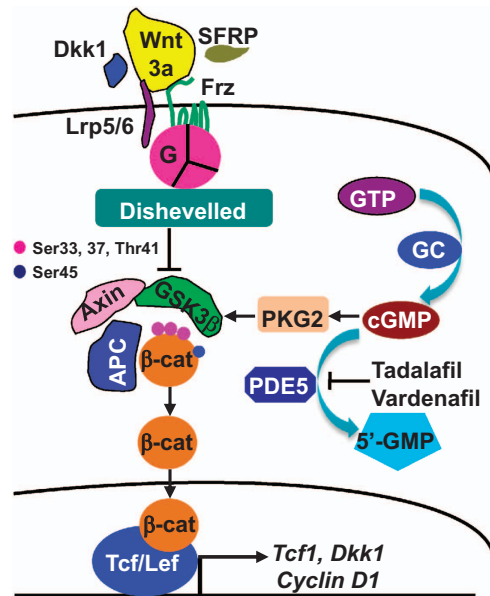 Dkk1
Wnt
3a
SFRP
Frz
Lrp5/6
G
Dishevelled
GTP
GC
Ser33, 37, Thr41
Ser45
Axin
GSK3β
PKG2
cGMP
APC
β-cat
PDE5
Tadalafil
Vardenafil
β-cat
5’-GMP
β-cat
Tcf/Lef
Tcf1, Dkk1
Cyclin D1